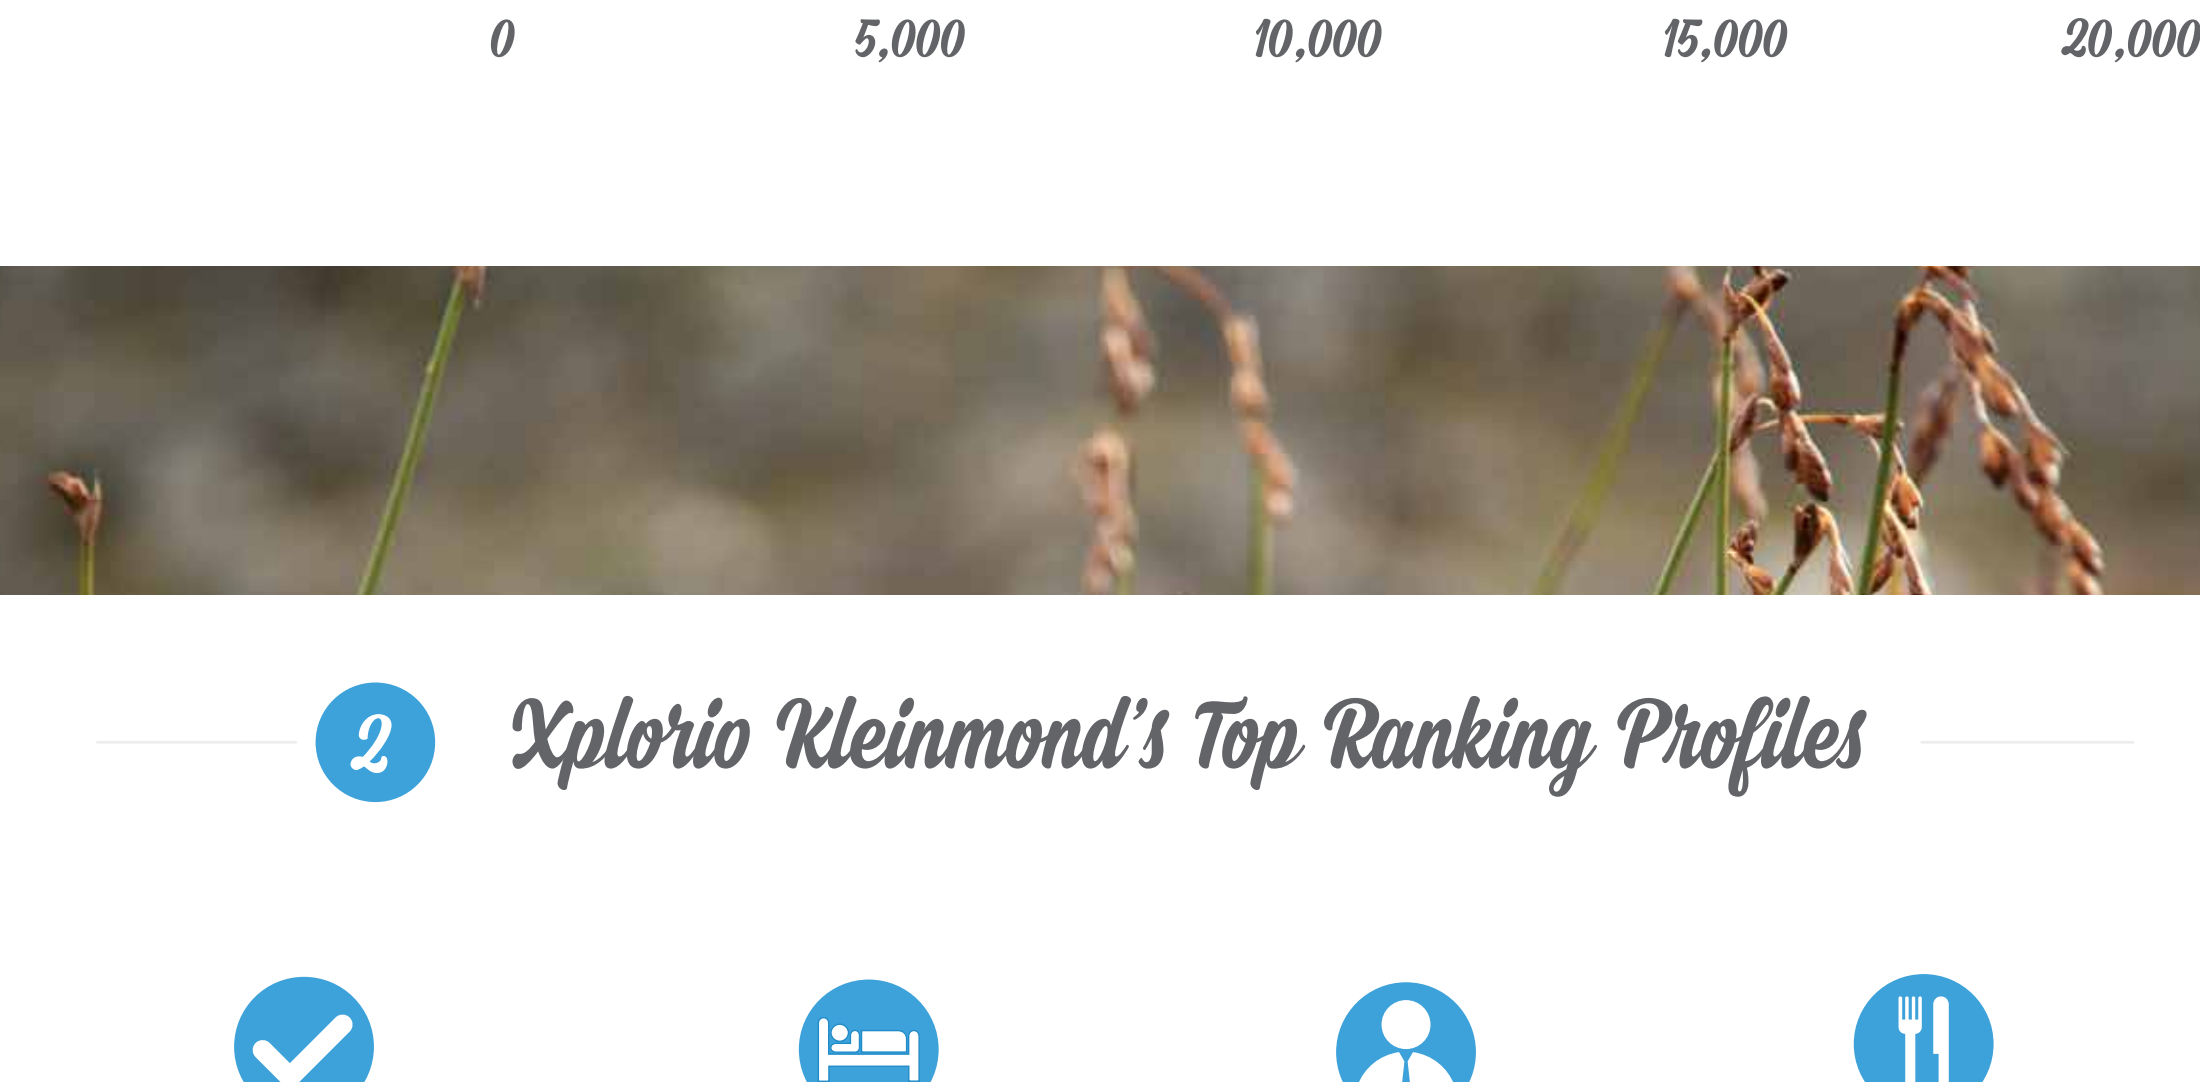 0 5,000 10,000 15,000 20,000
2 Xplorio Kleinmond's Top Ranking Profiles